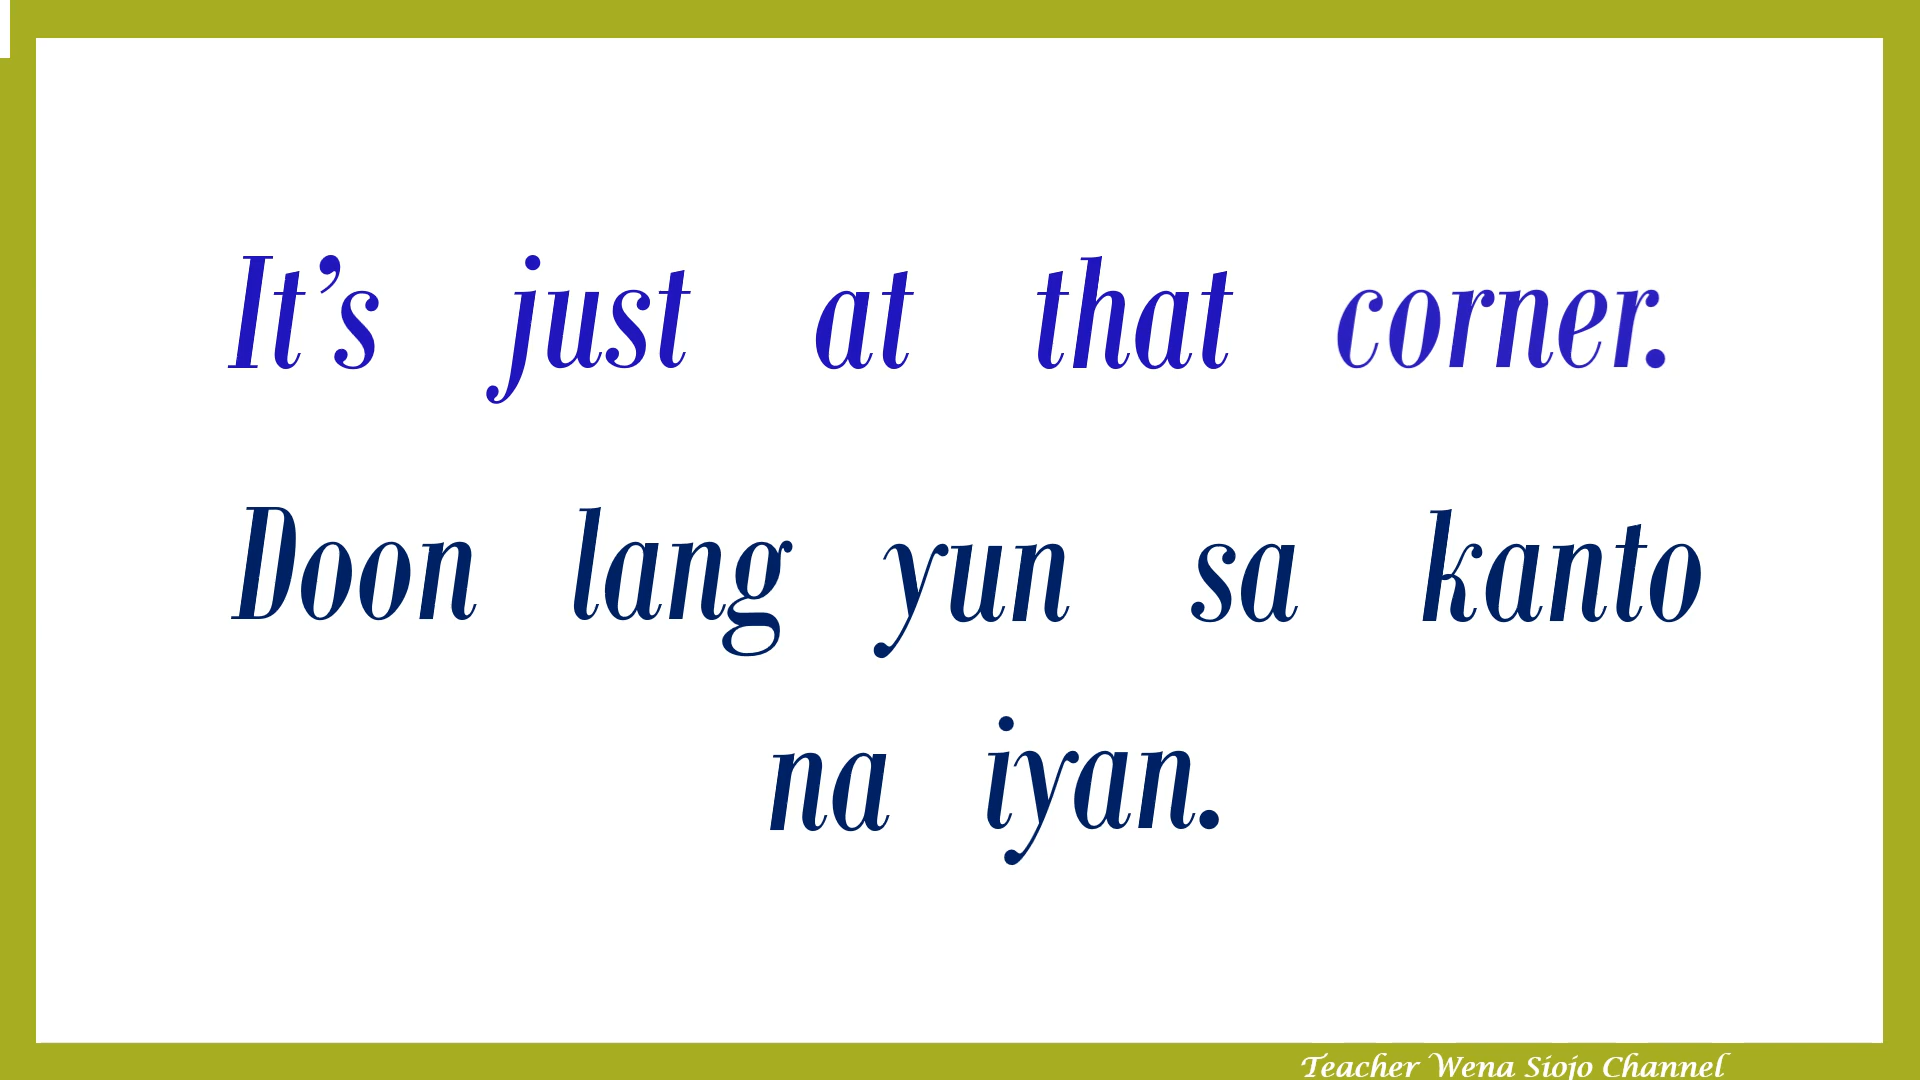 It’s just at that corner.
Doon lang yun sa kanto
na iyan.
Teacher Wena Siojo Channel